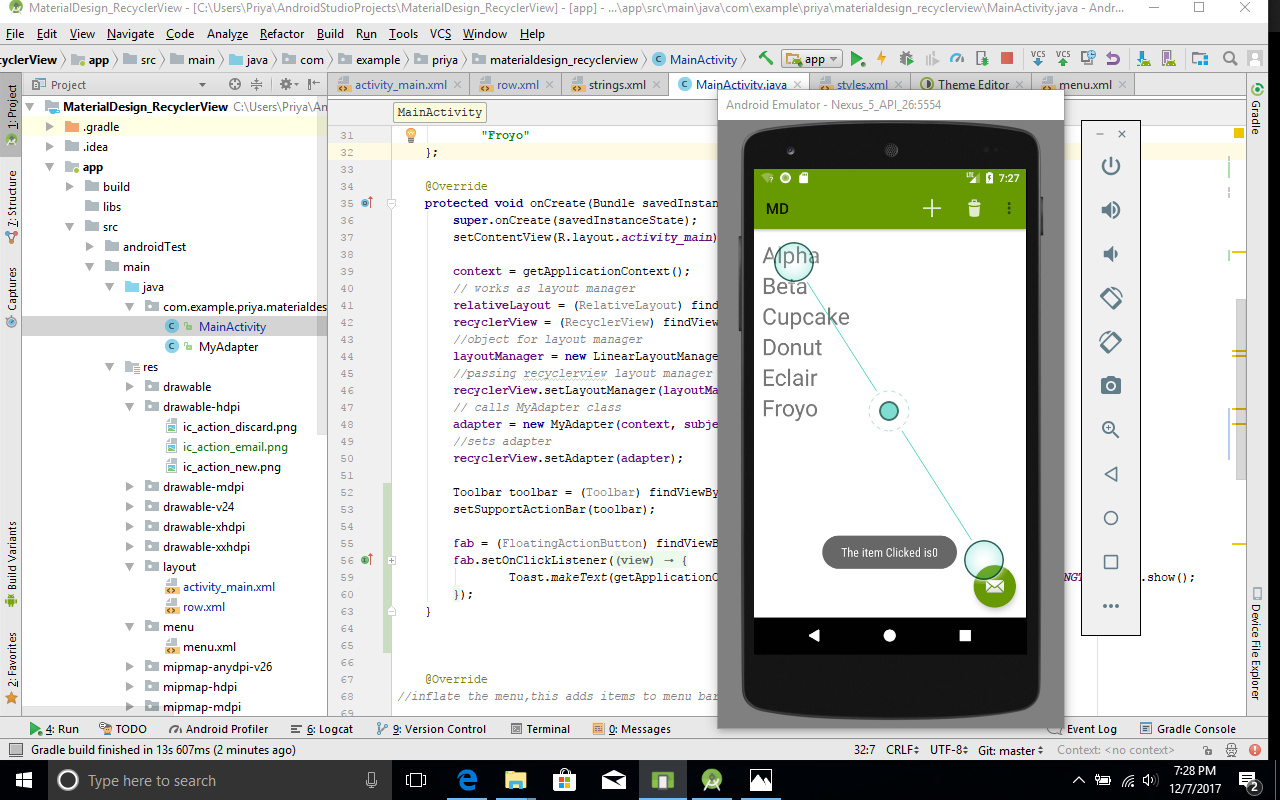 MaterialDesign_RecyclerView - [C:\Users\Priya\AndroidStudioProjects\MaterialDesign_RecyclerView] - [app] - ...\app\src\main\java\com\example\priya\materialdesign_recyclerview\MainActivity.java - Andr...
File Edit View Navigate Code Analyze Refactor Build Run Tools VCS Window Help
yclerView app src main java com example priya materialdesign_recyclerview MainActivity app VCS VCS
Project activity_main.xml row.xml strings.xml MainActivity.java styles.xml Theme Editor menu.xml
1: Project
7: Structure
Captures
Build Variants
2: Favorites
MaterialDesign_RecyclerView C:\Users\Priya\An
.gradle
.idea
app
build
libs
src
androidTest
main
java
com.example.priya.materialdes
MainActivity
MyAdapter
res
drawable
drawable-hdpi
ic_action_discard.png
ic_action_email.png
ic_action_new.png
drawable-mdpi
drawable-v24
drawable-xhdpi
drawable-xxhdpi
layout
activity_main.xml
row.xml
menu
menu.xml
mipmap-anydpi-v26
mipmap-hdpi
mipmap-mdpi
MainActivity
31 "Froyo"
32 };
33
34 @Override
35 protected void onCreate(Bundle savedInsta
36 super.onCreate(savedInstanceState);
37 setContentView(R.layout.activity_main)
38
39 context = getApplicationContext();
40 // works as layout manager
41 relativeLayout = (RelativeLayout) find
42 recyclerView = (RecyclerView) findView
43 //object for layout manager
44 layoutManager = new LinearLayoutManage
45 //passing recyclerview layout manager
46 recyclerView.setLayoutManager(layoutMa
47 // calls MyAdapter class
48 adapter = new MyAdapter(context, subje
49 //sets adapter
50 recyclerView.setAdapter(adapter);
51
52 Toolbar toolbar = (Toolbar) findViewBy
53 setSupportActionBar(toolbar);
54
55 fab = (FloatingActionButton) findViewB
56 fab.setOnClickListener((view) → {
59 Toast.makeText(getApplicationC NGT .show();
60 });
63 }
64
65
66
67 @Override
68 //inflate the menu,this adds items to menu bar
69
Android Emulator - Nexus_5_API_26:5554
LTE 7:27
MD
Alpha
Beta
Cupcake
Donut
Eclair
Froyo
The item Clicked is0
Gradle
Device File Explorer
4: Run TODO Android Profiler 6: Logcat 9: Version Control Terminal 0: Messages Event Log Gradle Console
Gradle build finished in 13s 607ms (2 minutes ago) 32:7 CRLF UTF-8 Git: master Context: <no context>
Type here to search
7:28 PM
12/7/2017
2